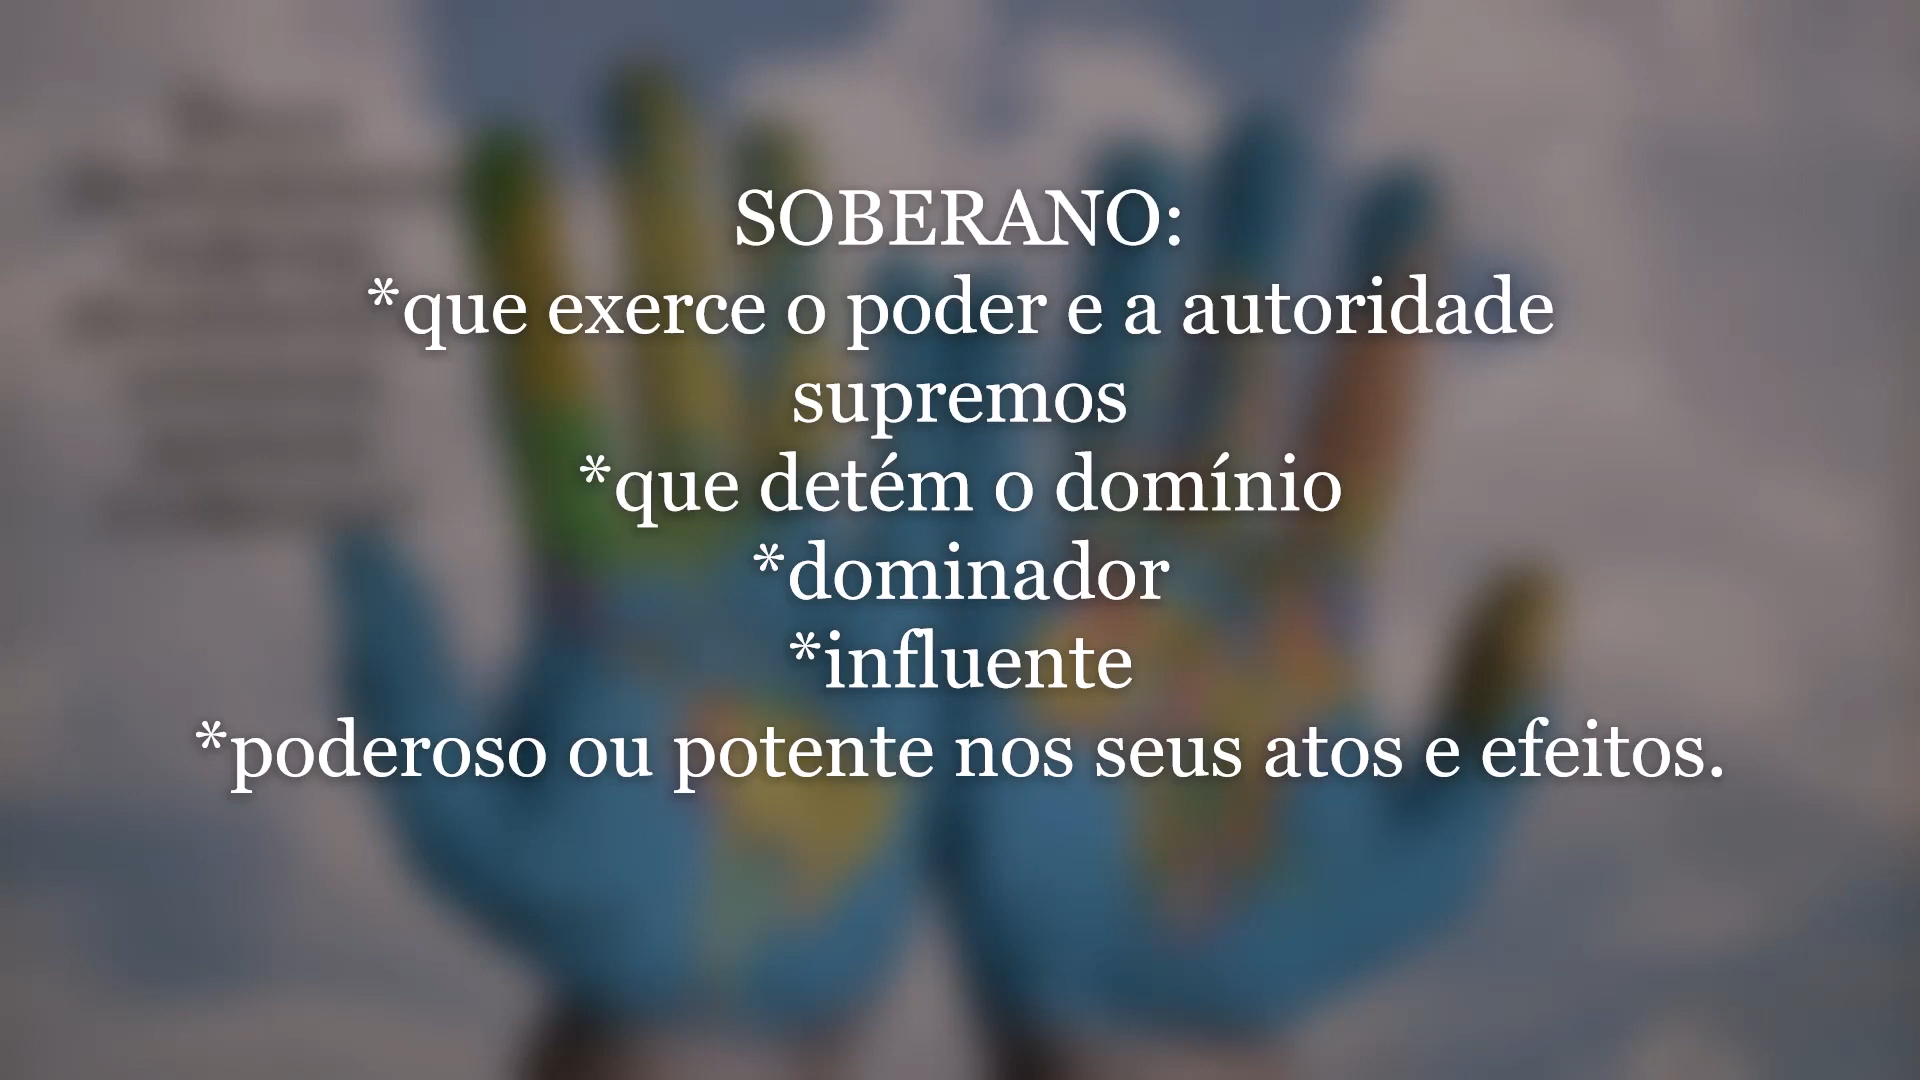 SOBERANO:
*que exerce o poder e a autoridade
supremos
*que detém o domínio
*dominador
*influente
*poderoso ou potente nos seus atos e efeitos.